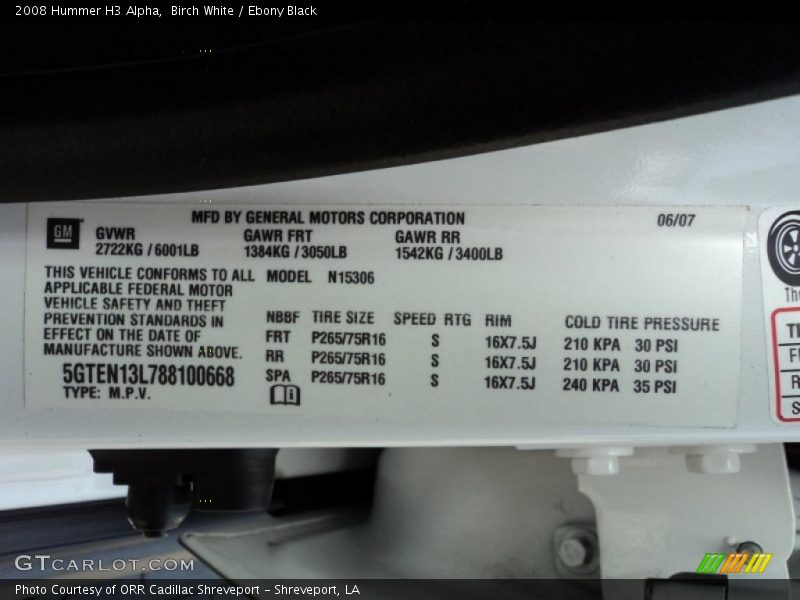 2008 Hummer H3 Alpha, Birch White / Ebony Black
MFD BY GENERAL MOTORS CORPORATION 06/07
GM
GVWR GAWR FRT GAWR RR
2722KG / 6001LB 1384KG / 3050LB 1542KG / 3400LB
THIS VEHICLE CONFORMS TO ALL
APPLICABLE FEDERAL MOTOR
VEHICLE SAFETY AND THEFT
PREVENTION STANDARDS IN
EFFECT ON THE DATE OF
MANUFACTURE SHOWN ABOVE.
5GTEN13L788100668
TYPE: M.P.V.
MODEL N15306
NBBF TIRE SIZE SPEED RTG RIM COLD TIRE PRESSURE
FRT P265/75R16 S 16X7.5J 210 KPA 30 PSI
RR P265/75R16 S 16X7.5J 210 KPA 30 PSI
SPA P265/75R16 S 16X7.5J 240 KPA 35 PSI
GTCARLOT.COM
Photo Courtesy of ORR Cadillac Shreveport - Shreveport, LA